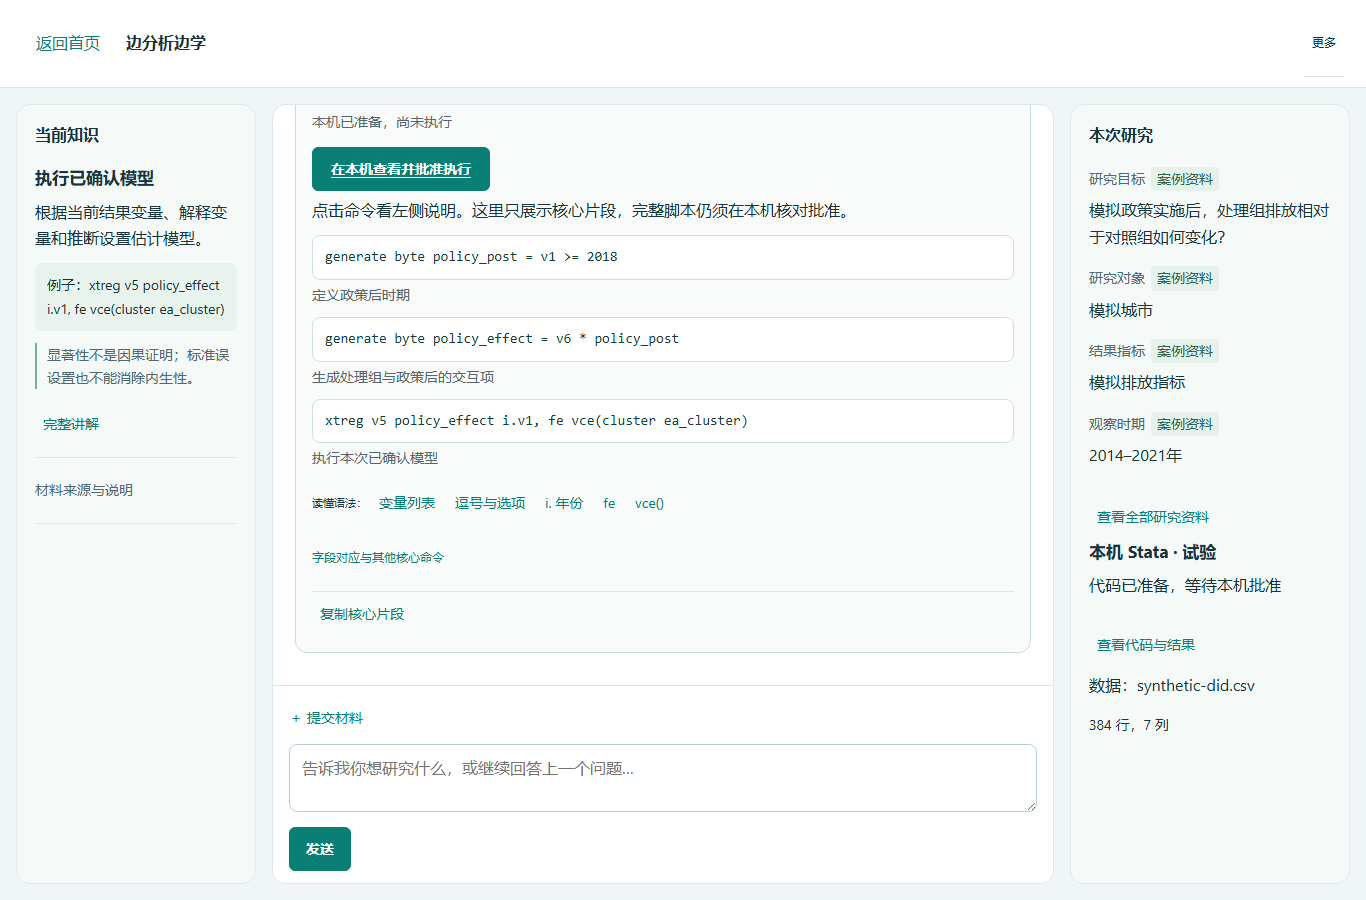 返回首页
边分析边学
更多
当前知识
执行已确认模型
根据当前结果变量、解释变
量和推断设置估计模型。
例子：xtreg v5 policy_effect
i.v1, fe vce(cluster ea_cluster)
显著性不是因果证明；标准误
设置也不能消除内生性。
完整讲解
材料来源与说明
本机已准备，尚未执行
在本机查看并批准执行
点击命令看左侧说明。这里只展示核心片段，完整脚本仍须在本机核对批准。
generate byte policy_post = v1 >= 2018
定义政策后时期
generate byte policy_effect = v6 * policy_post
生成处理组与政策后的交互项
xtreg v5 policy_effect i.v1, fe vce(cluster ea_cluster)
执行本次已确认模型
读懂语法： 变量列表 逗号与选项 i. 年份 fe vce()
字段对应与其他核心命令
复制核心片段
+ 提交材料
告诉我你想研究什么，或继续回答上一个问题...
发送
本次研究
研究目标 案例资料
模拟政策实施后，处理组排放相对
于对照组如何变化？
研究对象 案例资料
模拟城市
结果指标 案例资料
模拟排放指标
观察时期 案例资料
2014–2021年
查看全部研究资料
本机 Stata · 试验
代码已准备，等待本机批准
查看代码与结果
数据：synthetic-did.csv
384 行，7 列